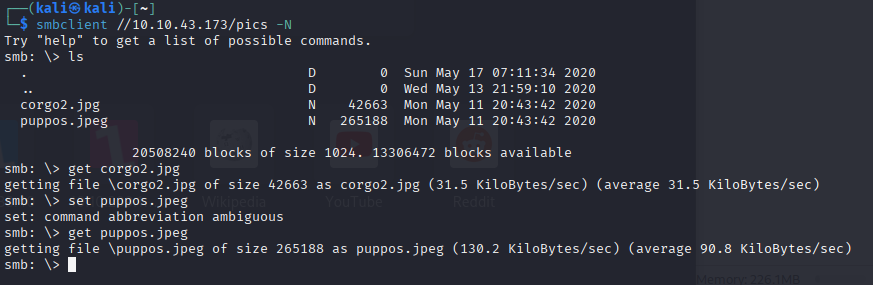 ┌──(kali㉿kali)-[~]
└─$ smbclient //10.10.43.173/pics -N
Try "help" to get a list of possible commands.
smb: \> ls
  .                                   D        0  Sun May 17 07:11:34 2020
  ..                                  D        0  Wed May 13 21:59:10 2020
  corgo2.jpg                          N    42663  Mon May 11 20:43:42 2020
  puppos.jpeg                         N   265188  Mon May 11 20:43:42 2020
                20508240 blocks of size 1024. 13306472 blocks available
smb: \> get corgo2.jpg
getting file \corgo2.jpg of size 42663 as corgo2.jpg (31.5 KiloBytes/sec) (average 31.5 KiloBytes/sec)
smb: \> set puppos.jpeg
set: command abbreviation ambiguous
smb: \> get puppos.jpeg
getting file \puppos.jpeg of size 265188 as puppos.jpeg (130.2 KiloBytes/sec) (average 90.8 KiloBytes/sec)
smb: \>
Wikipedia YouTube Reddit
Memory: 226.1MB